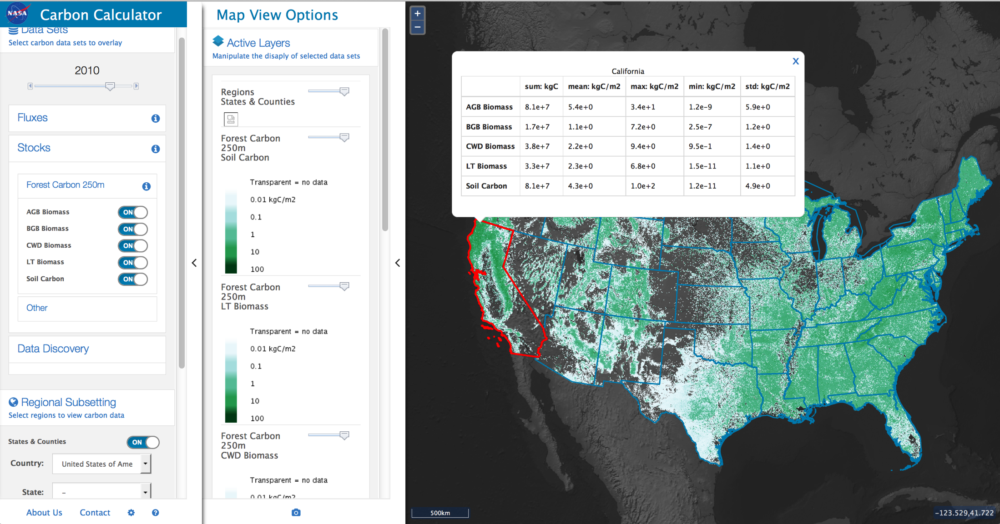 NASA
Carbon Calculator
Data Sets
Select carbon data sets to overlay
2010
Fluxes
Stocks
Forest Carbon 250m
AGB Biomass ON
BGB Biomass ON
CWD Biomass ON
LT Biomass ON
Soil Carbon ON
Other
Data Discovery
Regional Subsetting
Select regions to view carbon data
States & Counties ON
Country: United States of Ame
State: –
About Us Contact ?
Map View Options
Active Layers
Manipulate the disaply of selected data sets
Regions
States & Counties
Forest Carbon
250m
Soil Carbon
Transparent = no data
0.01 kgC/m2
0.1
1
10
100
Forest Carbon
250m
LT Biomass
Transparent = no data
0.01 kgC/m2
0.1
1
10
100
Forest Carbon
250m
CWD Biomass
Transparent = no data
0.01 kgC/m2
+
–
X
California
sum: kgC mean: kgC/m2 max: kgC/m2 min: kgC/m2 std: kgC/m2
AGB Biomass 8.1e+7 5.4e+0 3.4e+1 1.2e-9 5.9e+0
BGB Biomass 1.7e+7 1.1e+0 7.2e+0 2.5e-7 1.2e+0
CWD Biomass 3.8e+7 2.2e+0 9.4e+0 9.5e-1 1.4e+0
LT Biomass 3.3e+7 2.3e+0 6.8e+0 1.5e-11 1.1e+0
Soil Carbon 8.1e+7 4.3e+0 1.0e+2 1.2e-11 4.9e+0
500km
-123.529,41.722